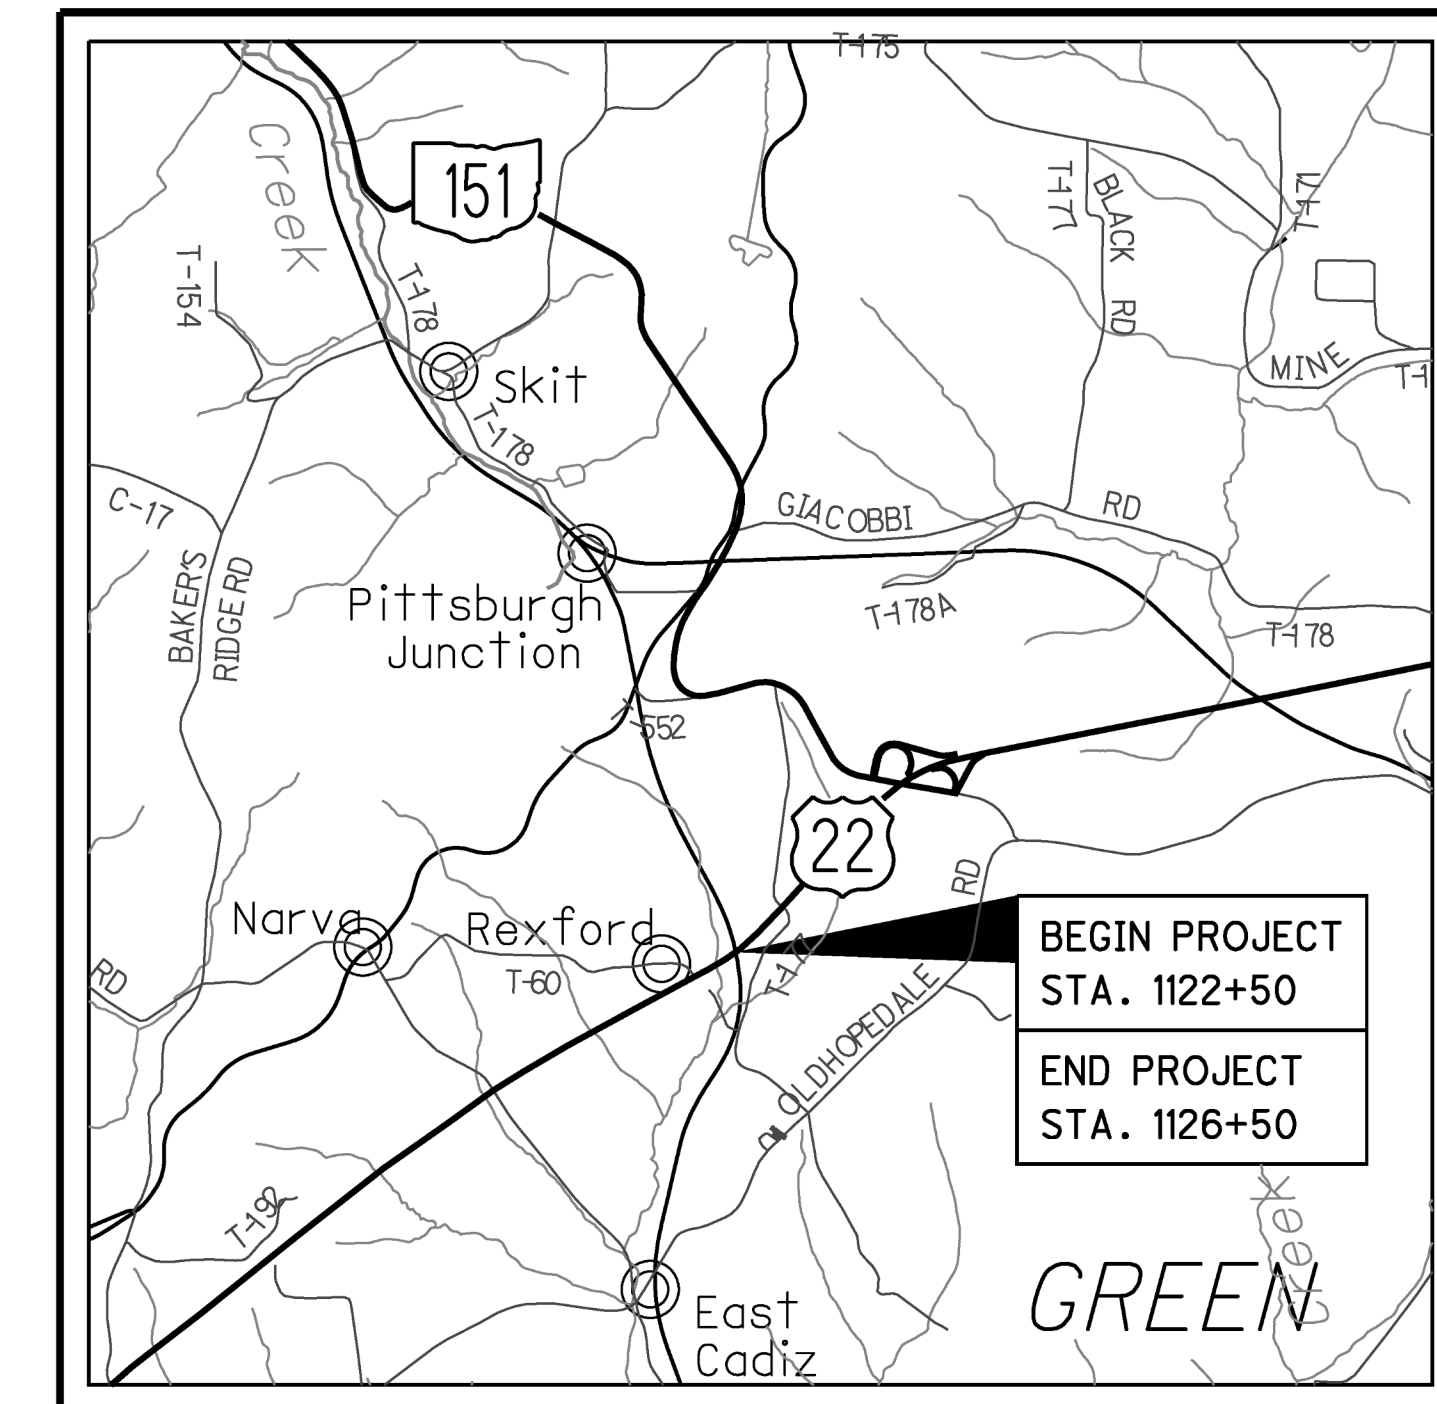 T-175
Creek
151
T-177
BLACK
RD
T-171
T-154
T-178
MINE
T-1
Skit
T-178
C-17
GIACOBBI
RD
BAKER'S
RIDGE RD
Pittsburgh
Junction
T-178A
T-178
-552
22
RD
Narva
Rexford
RD
T-60
T-177
OLDHOPEDALE
BEGIN PROJECT
STA. 1122+50
END PROJECT
STA. 1126+50
T-192
Creek
GREEN
East
Cadiz